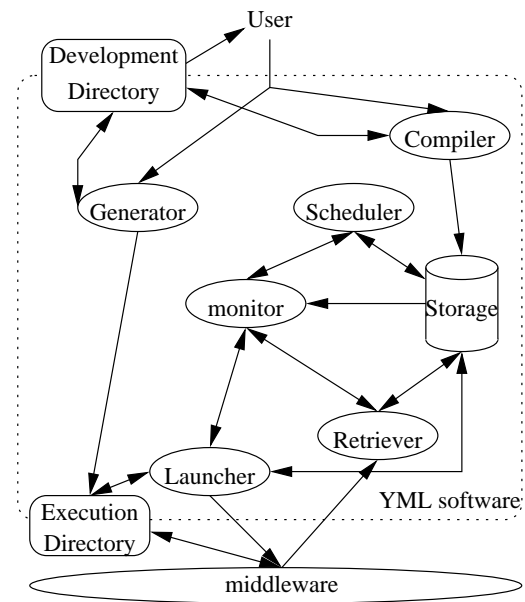 User
Development
Directory
Compiler
Generator
Scheduler
monitor
Storage
Retriever
Launcher
YML software
Execution
Directory
middleware